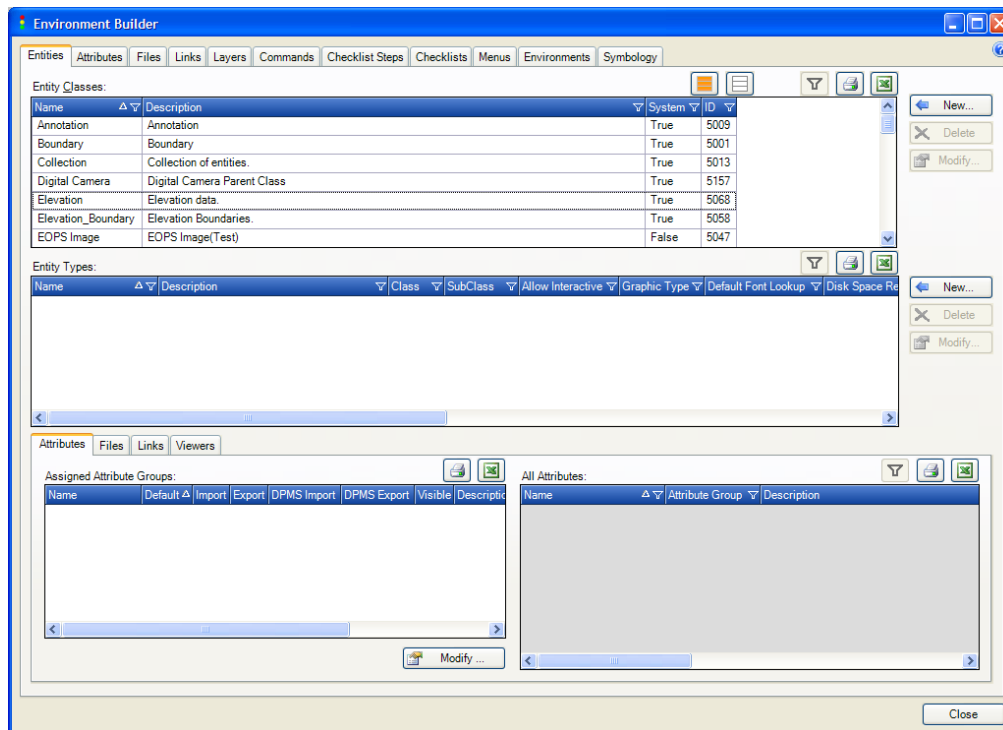 Environment Builder
Entities Attributes Files Links Layers Commands Checklist Steps Checklists Menus Environments Symbology
Entity Classes:
Name Description System ID
Annotation Annotation True 5009
Boundary Boundary True 5001
Collection Collection of entities. True 5013
Digital Camera Digital Camera Parent Class True 5157
Elevation Elevation data. True 5068
Elevation_Boundary Elevation Boundaries. True 5058
EOPS Image EOPS Image(Test) False 5047
New...
Delete
Modify...
Entity Types:
Name Description Class SubClass Allow Interactive Graphic Type Default Font Lookup Disk Space Re
New...
Delete
Modify...
Attributes Files Links Viewers
Assigned Attribute Groups:
Name Default Import Export DPMS Import DPMS Export Visible Descriptic
Modify ...
All Attributes:
Name Attribute Group Description
Close